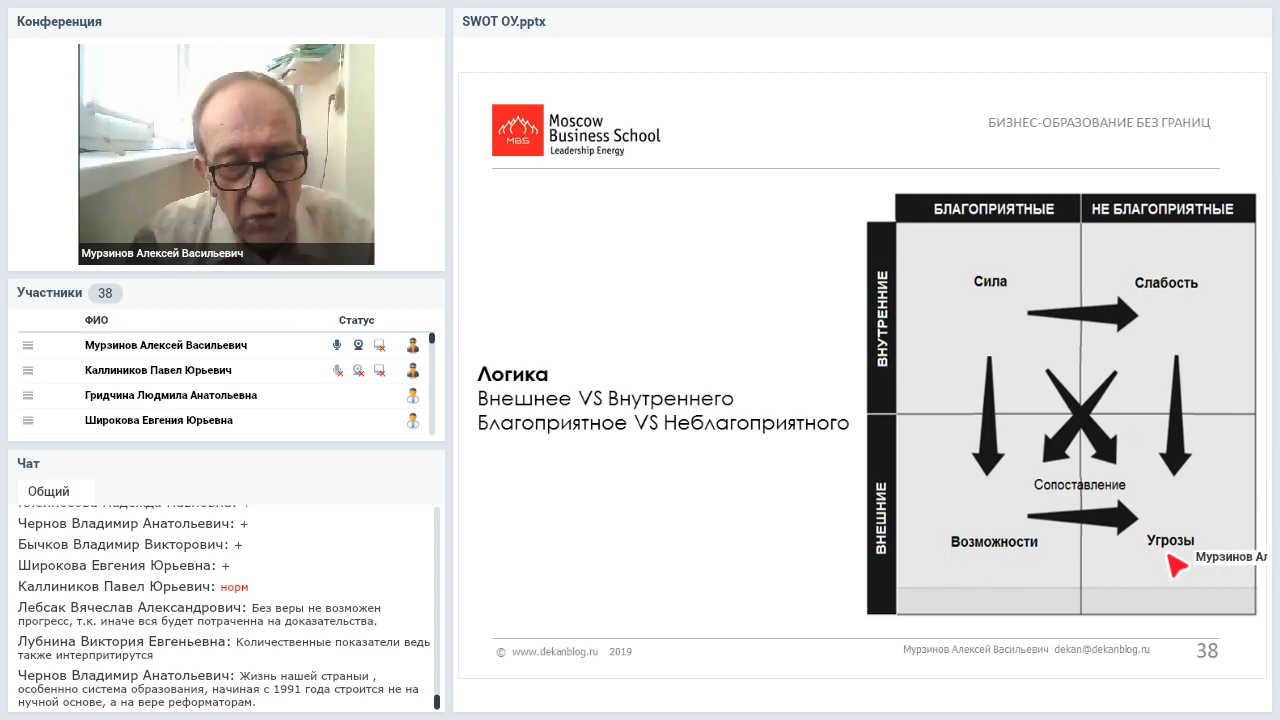 Конференция
Мурзинов Алексей Васильевич
Участники 38
ФИО Статус
Мурзинов Алексей Васильевич
Каллиников Павел Юрьевич
Гридчина Людмила Анатольевна
Широкова Евгения Юрьевна
Чат
Общий
Чернов Владимир Анатольевич: +
Бычков Владимир Викторович: +
Широкова Евгения Юрьевна: +
Каллиников Павел Юрьевич: норм
Лебсак Вячеслав Александрович: Без веры не возможен
прогресс, т.к. иначе вся будет потраченна на доказательства.
Лубнина Виктория Евгеньевна: Количественные показатели ведь
также интерпритирутся
Чернов Владимир Анатольевич: Жизнь нашей страныи ,
особеннно система образования, начиная с 1991 года строится не на
нучной основе, а на вере реформаторам.
SWOT ОУ.pptx
MBS
Moscow
Business School
Leadership Energy
БИЗНЕС-ОБРАЗОВАНИЕ БЕЗ ГРАНИЦ
Логика
Внешнее VS Внутреннего
Благоприятное VS Неблагоприятного
БЛАГОПРИЯТНЫЕ НЕ БЛАГОПРИЯТНЫЕ
ВНУТРЕННИЕ
Сила Слабость
Сопоставление
ВНЕШНИЕ
Возможности Угрозы
Мурзинов Ал
© www.dekanblog.ru 2019
Мурзинов Алексей Васильевич dekan@dekanblog.ru 38